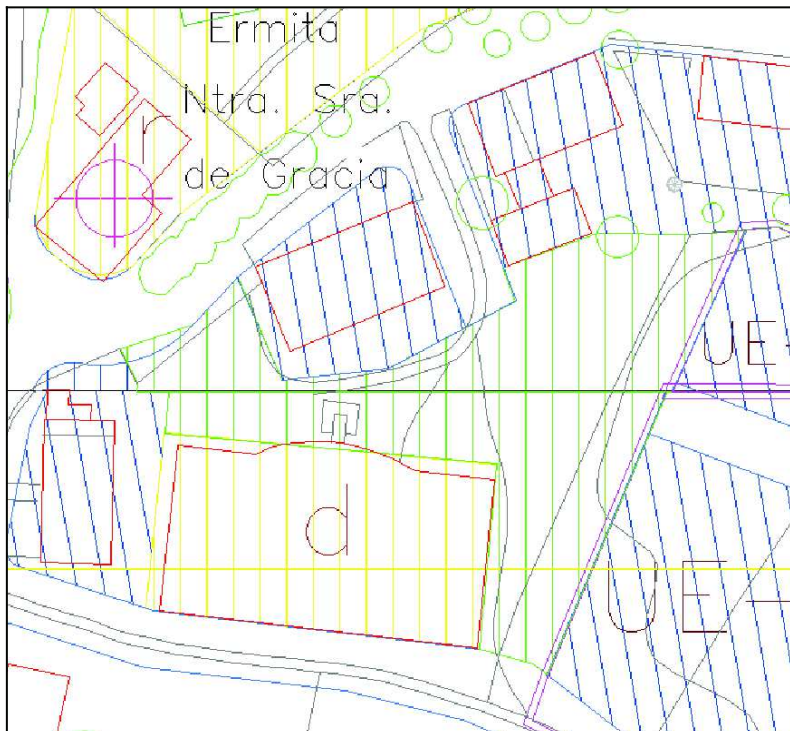 Ermita
Ntra. Sra.
de Gracia
r
UE-
d
UE-